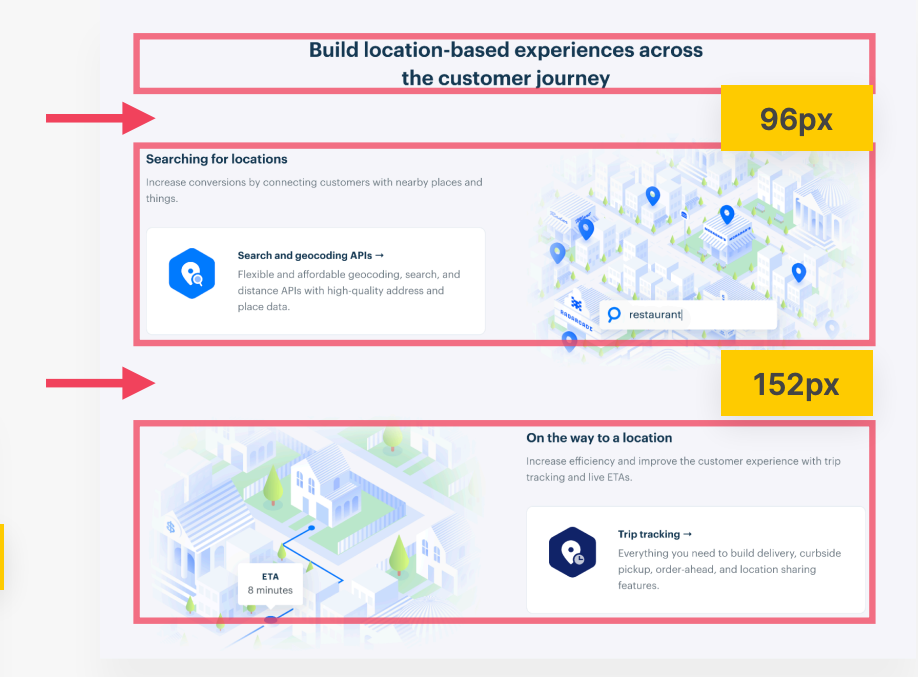 Build location-based experiences across
the customer journey
96px
Searching for locations
Increase conversions by connecting customers with nearby places and
things.
Search and geocoding APIs →
Flexible and affordable geocoding, search, and
distance APIs with high-quality address and
place data.
RADARCADE
restaurant
152px
On the way to a location
Increase efficiency and improve the customer experience with trip
tracking and live ETAs.
Trip tracking →
Everything you need to build delivery, curbside
pickup, order-ahead, and location sharing
features.
ETA
8 minutes